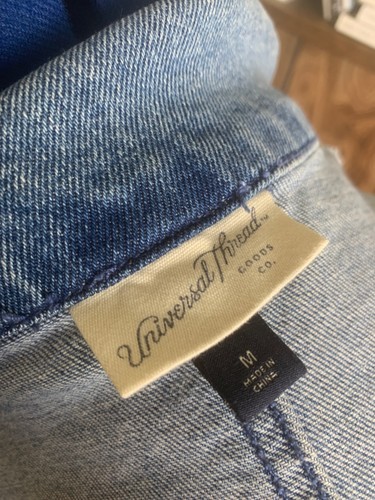 Universal Thread™
GOODS
CO.
M
MADE IN
CHINA